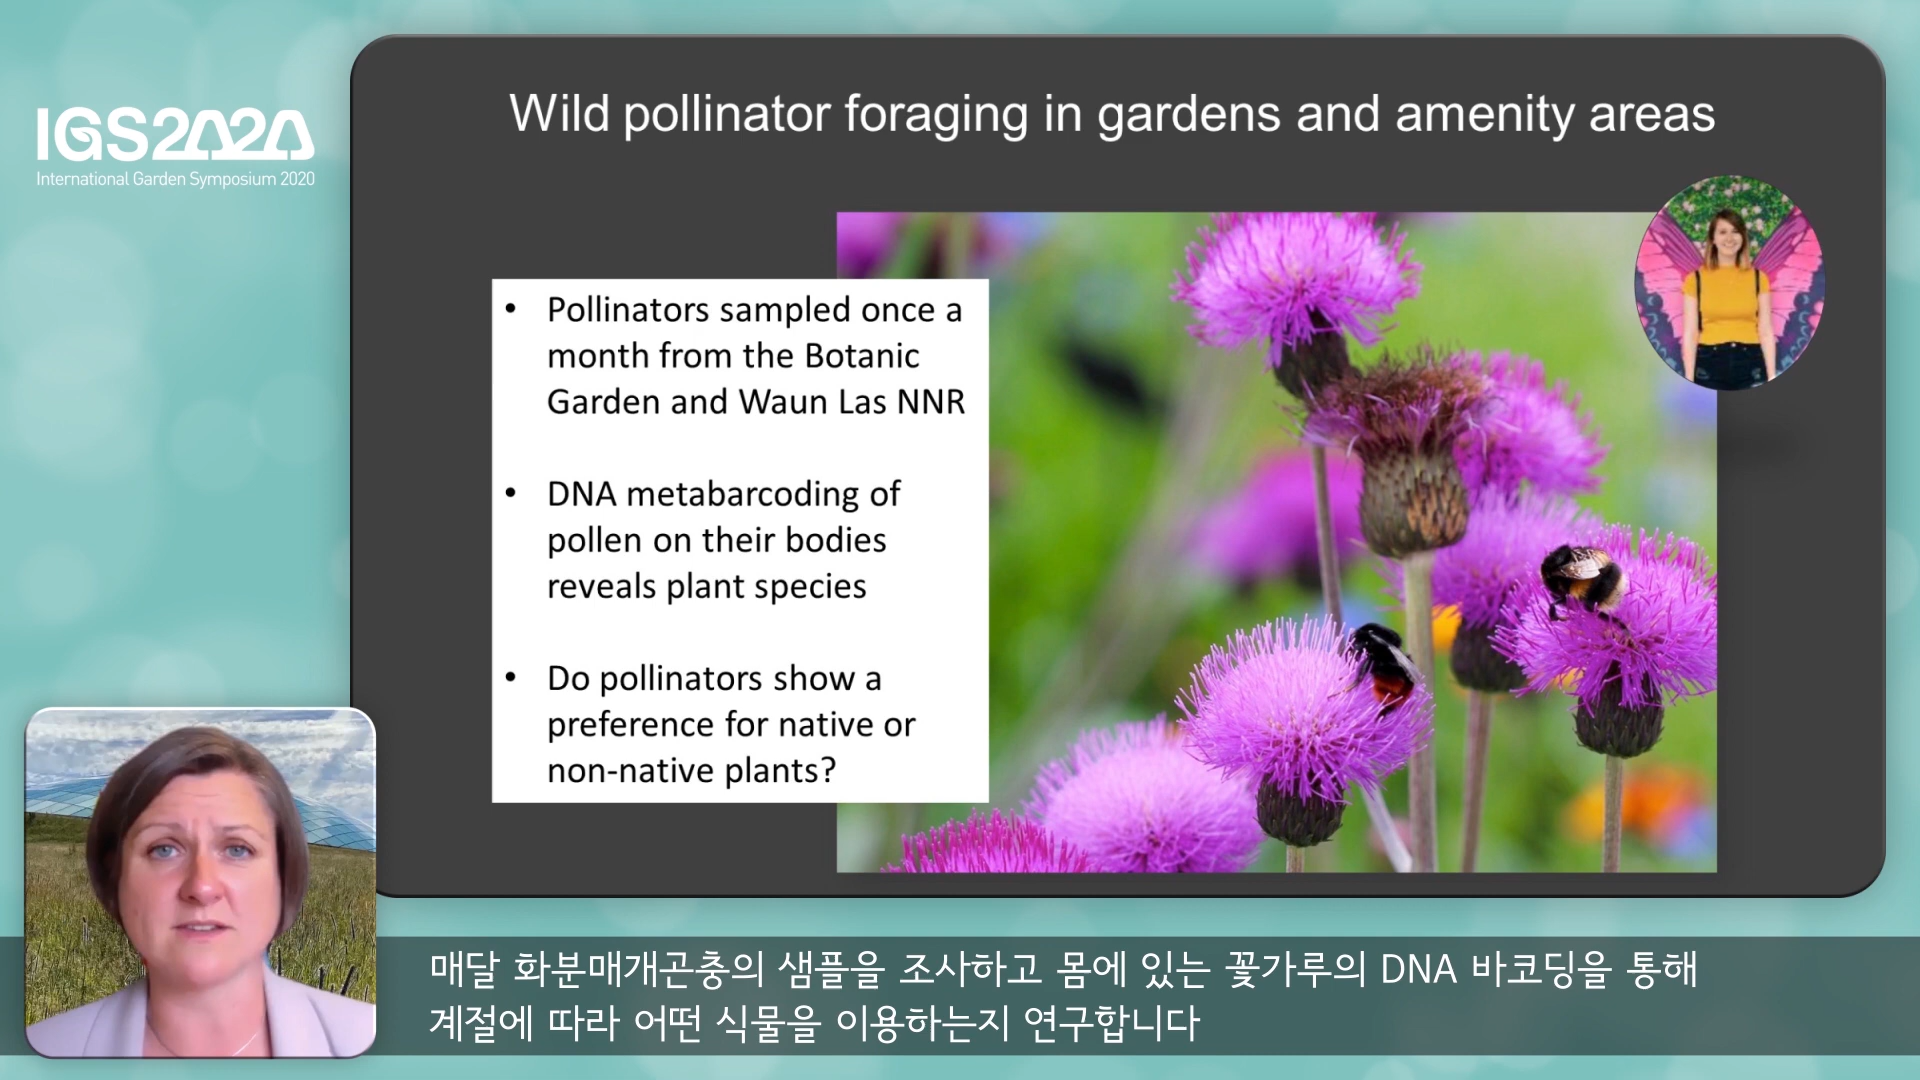 IGS2020
International Garden Symposium 2020
Wild pollinator foraging in gardens and amenity areas
• Pollinators sampled once a
month from the Botanic
Garden and Waun Las NNR
• DNA metabarcoding of
pollen on their bodies
reveals plant species
• Do pollinators show a
preference for native or
non-native plants?
매달 화분매개곤충의 샘플을 조사하고 몸에 있는 꽃가루의 DNA 바코딩을 통해
계절에 따라 어떤 식물을 이용하는지 연구합니다